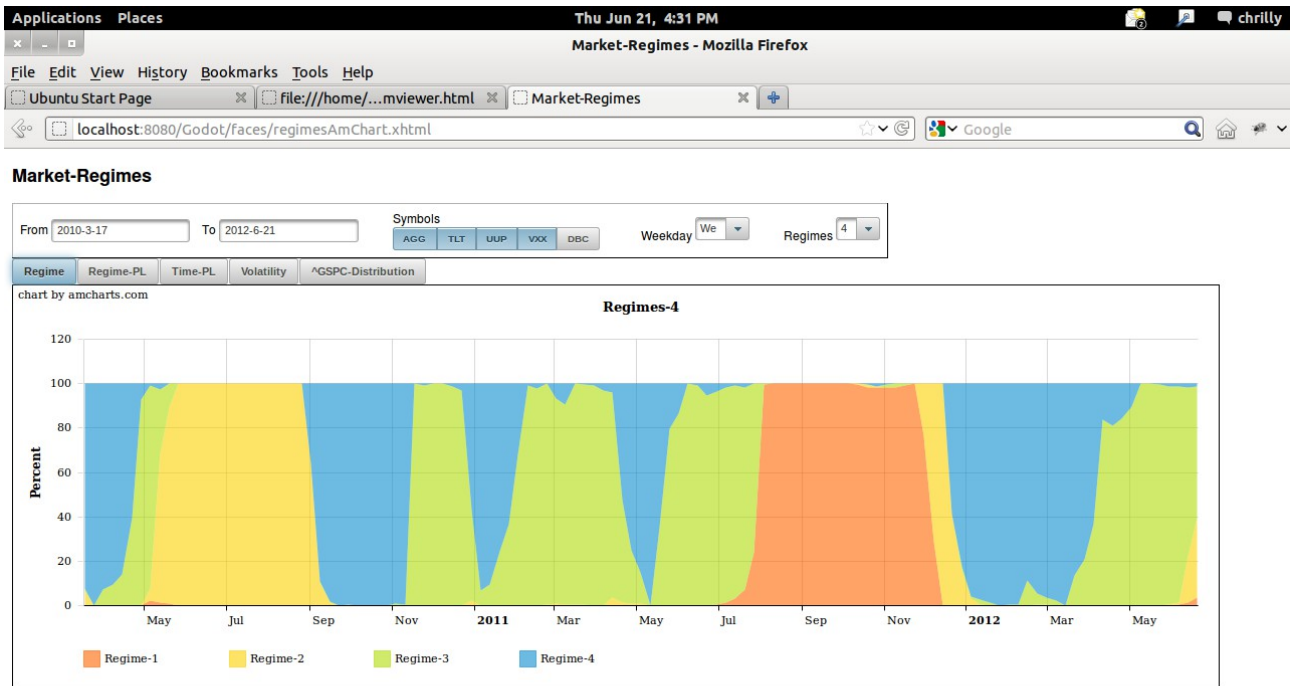 Applications Places Thu Jun 21, 4:31 PM 2 chrilly
Market-Regimes - Mozilla Firefox
File Edit View History Bookmarks Tools Help
Ubuntu Start Page file:///home/...mviewer.html Market-Regimes
localhost:8080/Godot/faces/regimesAmChart.xhtml Google
Market-Regimes
Symbols
From 2010-3-17 To 2012-6-21 AGG TLT UUP VXX DBC Weekday We Regimes 4
Regime Regime-PL Time-PL Volatility ^GSPC-Distribution
chart by amcharts.com
Regimes-4
120
100
80
60
40
20
0
Percent
May Jul Sep Nov 2011 Mar May Jul Sep Nov 2012 Mar May
Regime-1 Regime-2 Regime-3 Regime-4